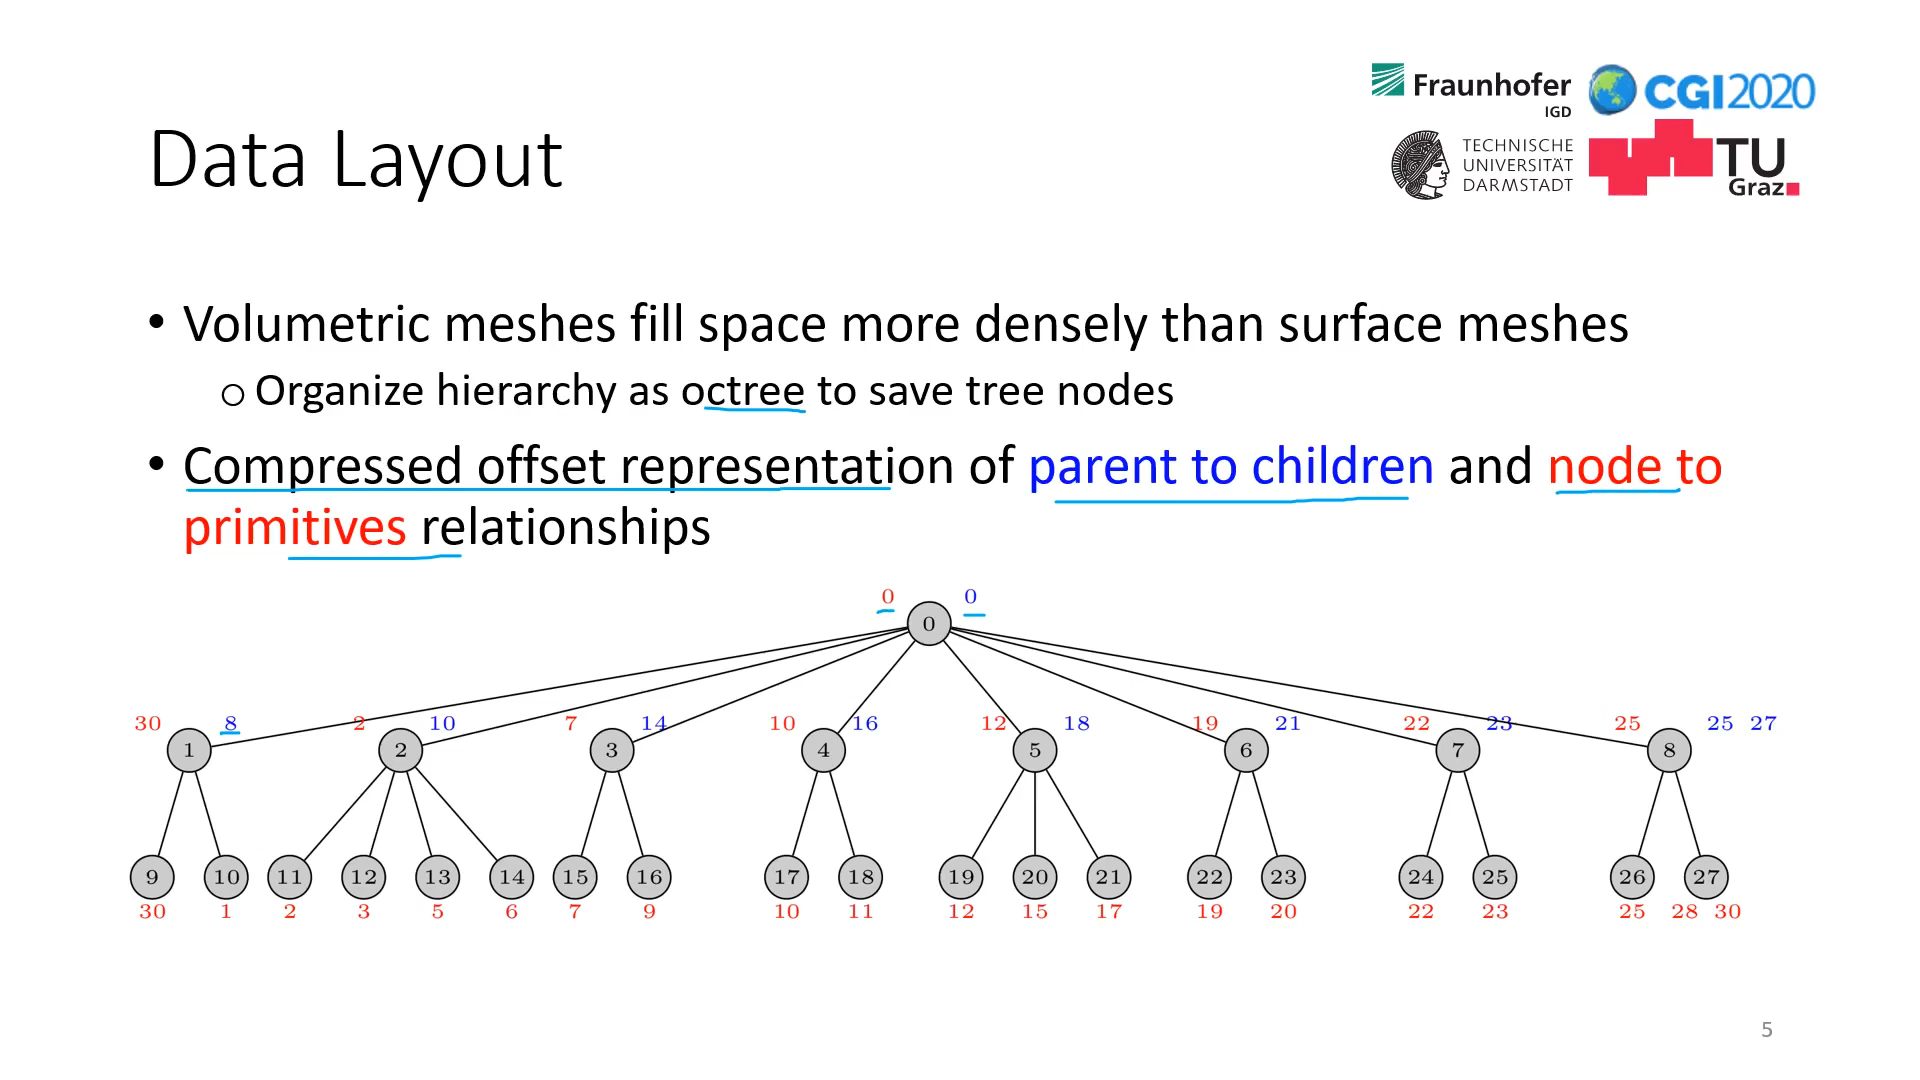 Fraunhofer
IGD
CGI2020
TECHNISCHE
UNIVERSITÄT
DARMSTADT
TU
Graz
Data Layout
• Volumetric meshes fill space more densely than surface meshes
o Organize hierarchy as octree to save tree nodes
• Compressed offset representation of parent to children and node to
primitives relationships
0 0
0
30 8 2 10 7 14 10 16 12 18 19 21 22 23 25 25 27
1 2 3 4 5 6 7 8
9 10 11 12 13 14 15 16 17 18 19 20 21 22 23 24 25 26 27
30 1 2 3 5 6 7 9 10 11 12 15 17 19 20 22 23 25 28 30
5